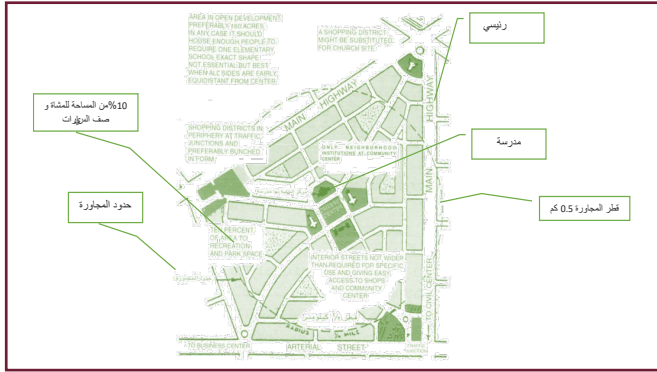 AREA IN OPEN DEVELOPMENT
PREFERABLY 160 ACRES
IN ANY CASE IT SHOULD
HOUSE ENOUGH PEOPLE TO
REQUIRE ONE ELEMENTARY
SCHOOL EXACT SHAPE
NOT ESSENTIAL BUT BEST
WHEN ALL SIDES ARE FAIRLY
EQUIDISTANT FROM CENTER
A SHOPPING DISTRICT
MIGHT BE SUBSTITUTED
FOR CHURCH SITE
رئيسي
MAIN HIGHWAY
HIGHWAY
MAIN
10%من المساحة للمشاة و
صف
SHOPPING DISTRICTS IN
PERIPHERY AT TRAFFIC
JUNCTIONS AND
PREFERABLY BUNCHED
IN FORM
ONLY NEIGHBORHOOD
INSTITUTIONS AT COMMUNITY
CENTER
مدرسة
حدود المجاورة
قطر المجاورة 0.5 كم
TEN PERCENT
OF AREA TO
RECREATION
AND PARK SPACE
INTERIOR STREETS NOT WIDER
THAN REQUIRED FOR SPECIFIC
USE AND GIVING EASY
ACCESS TO SHOPS
AND COMMUNITY
CENTER
RADIUS
MILE
TO CIVIC CENTER
TO BUSINESS CENTER
ARTERIAL STREET
TRAFFIC
JUNCTION